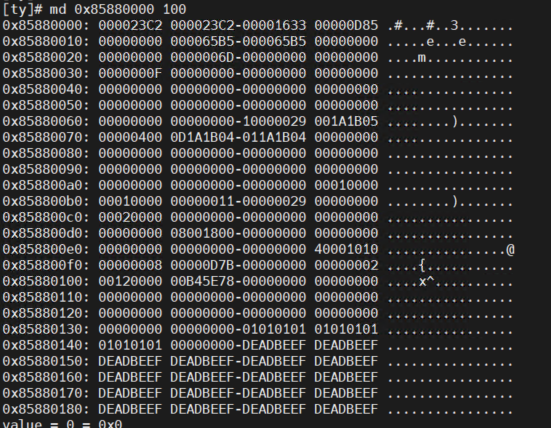 [ty]# md 0x85880000 100
0x85880000: 000023C2 000023C2-00001633 00000D85 .#...#..3.......
0x85880010: 00000000 000065B5-000065B5 00000000 .....e...e......
0x85880020: 00000000 0000006D-00000000 00000000 ....m...........
0x85880030: 0000000F 00000000-00000000 00000000 ................
0x85880040: 00000000 00000000-00000000 00000000 ................
0x85880050: 00000000 00000000-00000000 00000000 ................
0x85880060: 00000000 00000000-10000029 001A1B05 ........).......
0x85880070: 00000400 0D1A1B04-011A1B04 00000000 ................
0x85880080: 00000000 00000000-00000000 00000000 ................
0x85880090: 00000000 00000000-00000000 00000000 ................
0x858800a0: 00000000 00000000-00000000 00010000 ................
0x858800b0: 00010000 00000011-00000029 00000000 ........).......
0x858800c0: 00020000 00000000-00000000 00000000 ................
0x858800d0: 00000000 08001800-00000000 00000000 ................
0x858800e0: 00000000 00000000-00000000 40001010 ...............@
0x858800f0: 00000008 00000D7B-00000000 00000002 ....{...........
0x85880100: 00120000 00B45E78-00000000 00000000 ....x^..........
0x85880110: 00000000 00000000-00000000 00000000 ................
0x85880120: 00000000 00000000-00000000 00000000 ................
0x85880130: 00000000 00000000-01010101 01010101 ................
0x85880140: 01010101 00000000-DEADBEEF DEADBEEF ................
0x85880150: DEADBEEF DEADBEEF-DEADBEEF DEADBEEF ................
0x85880160: DEADBEEF DEADBEEF-DEADBEEF DEADBEEF ................
0x85880170: DEADBEEF DEADBEEF-DEADBEEF DEADBEEF ................
0x85880180: DEADBEEF DEADBEEF-DEADBEEF DEADBEEF ................
value = 0 = 0x0